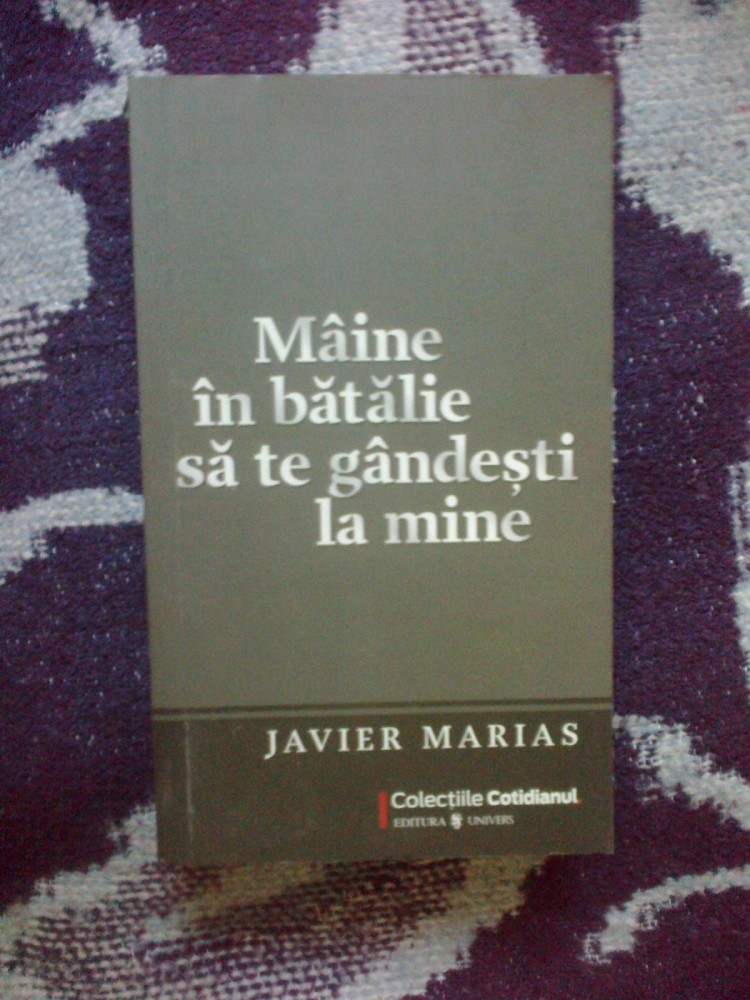 Mâine
în bătălie
să te gândești
la mine
JAVIER MARIAS
Colecțiile Cotidianul
EDITURA UNIVERS